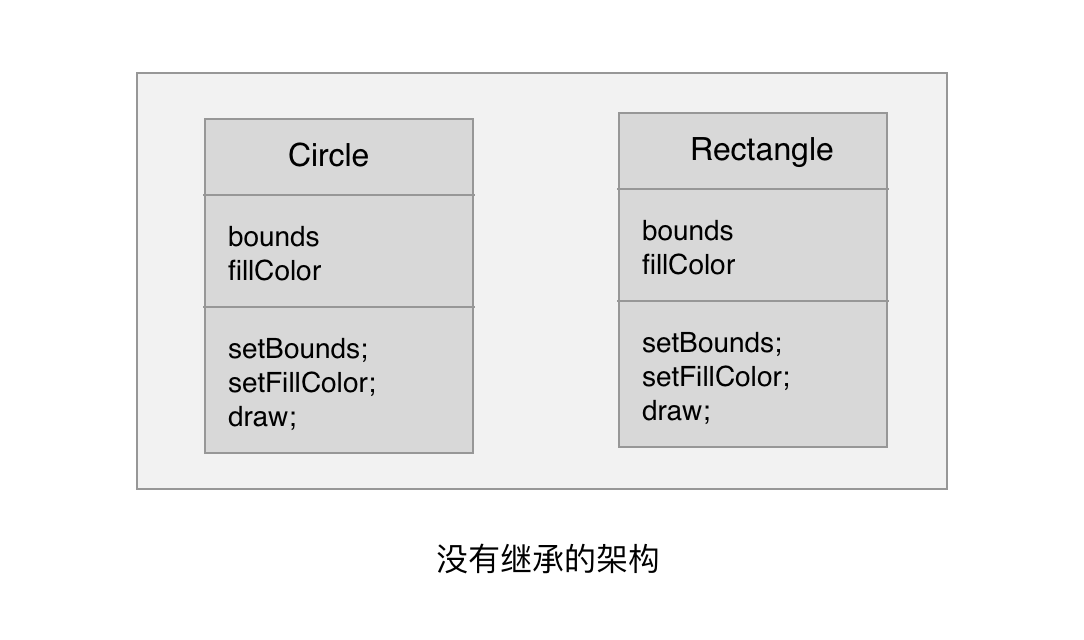 Circle
bounds
fillColor
setBounds;
setFillColor;
draw;
Rectangle
bounds
fillColor
setBounds;
setFillColor;
draw;
没有继承的架构